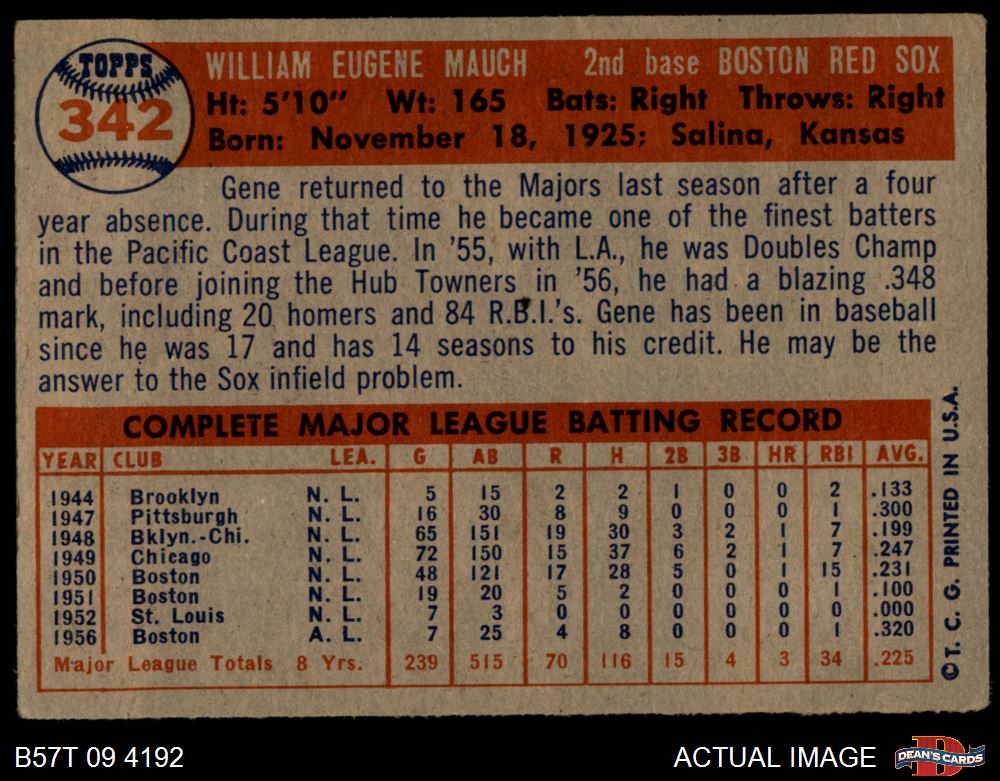 TOPPS
342
WILLIAM EUGENE MAUCH 2nd base BOSTON RED SOX
Ht: 5'10" Wt: 165 Bats: Right Throws: Right
Born: November 18, 1925; Salina, Kansas
Gene returned to the Majors last season after a four
year absence. During that time he became one of the finest batters
in the Pacific Coast League. In '55, with L.A., he was Doubles Champ
and before joining the Hub Towners in '56, he had a blazing .348
mark, including 20 homers and 84 R.B.I.'s. Gene has been in baseball
since he was 17 and has 14 seasons to his credit. He may be the
answer to the Sox infield problem.
COMPLETE MAJOR LEAGUE BATTING RECORD
YEAR CLUB LEA. G AB R H 2B 3B HR RBI AVG.
1944 Brooklyn N. L. 5 15 2 2 1 0 0 2 .133
1947 Pittsburgh N. L. 16 30 8 9 0 0 0 1 .300
1948 Bklyn.-Chi. N. L. 65 151 19 30 3 2 1 7 .199
1949 Chicago N. L. 72 150 15 37 6 2 1 7 .247
1950 Boston N. L. 48 121 17 28 5 0 1 15 .231
1951 Boston N. L. 19 20 5 2 0 0 0 1 .100
1952 St. Louis N. L. 7 3 0 0 0 0 0 0 .000
1956 Boston A. L. 7 25 4 8 0 0 0 1 .320
Major League Totals 8 Yrs. 239 515 70 116 15 4 3 34 .225
©T. C. G. PRINTED IN U.S.A.
B57T 09 4192
ACTUAL IMAGE
DEAN'S CARDS